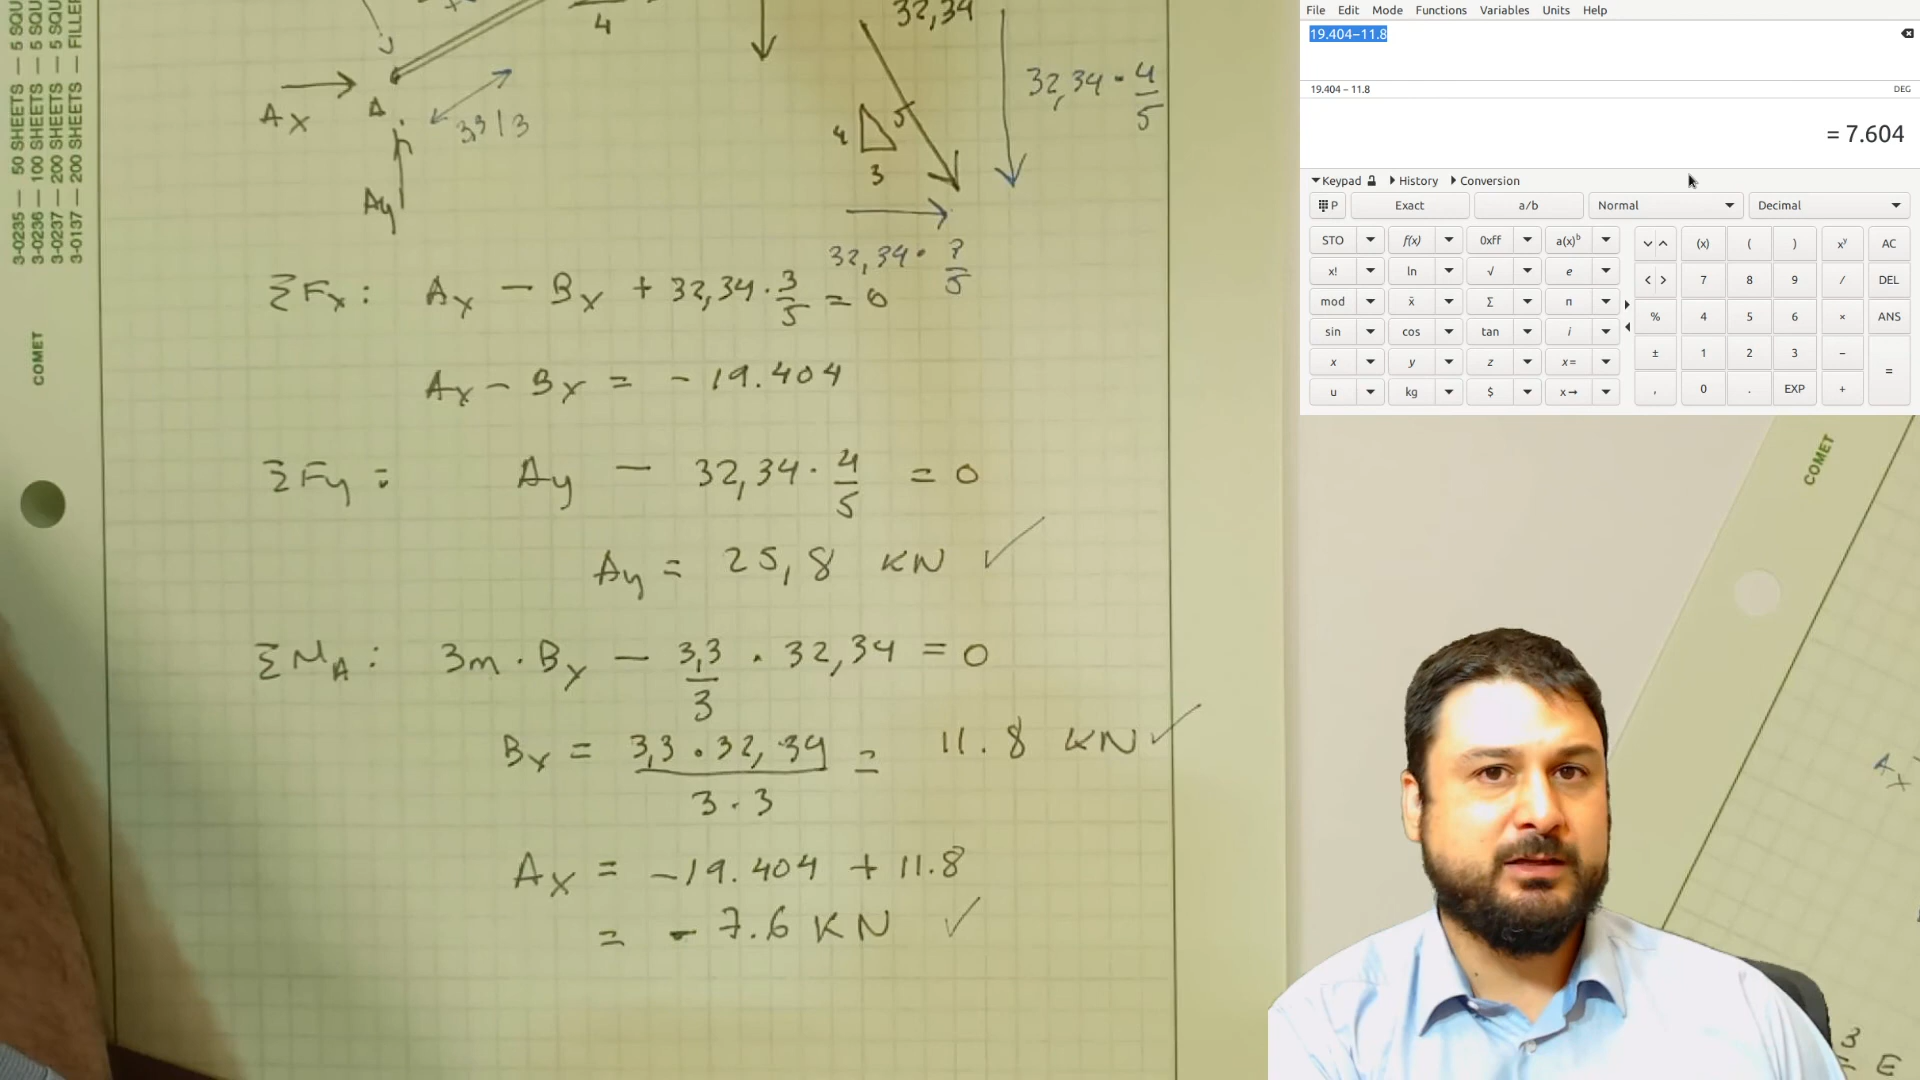 3-0235 — 50 SHEETS — 5 SQU
3-0236 — 100 SHEETS — 5 SQU
3-0237 — 200 SHEETS — 5 SQU
3-0137 — 200 SHEETS — FILLER
COMET
4
32,34
32,34 · 4/5
Ax
A
3,3/3
Ay
4
5
3
32,34 · 3/5
ΣFx: Ax - Bx + 32,34 · 3/5 = 0
Ax - Bx = - 19.404
ΣFy: Ay - 32,34 · 4/5 = 0
Ay = 25,8 KN ✓
ΣMA: 3m · Bx - 3,3/3 · 32,34 = 0
Bx = 3,3 · 32,34 / 3 · 3 = 11.8 KN ✓
Ax = -19.404 + 11.8
= - 7.6 KN ✓
File Edit Mode Functions Variables Units Help
19.404−11.8
19.404 − 11.8 DEG
= 7.604
Keypad History Conversion
P Exact a/b Normal Decimal
STO f(x) 0xff a(x)ᵇ (x) ( ) xʸ AC
x! ln √ e < > 7 8 9 / DEL
mod x̄ Σ π % 4 5 6 × ANS
sin cos tan i ± 1 2 3 − =
x y z x= , 0 . EXP +
u kg $ x→
COMET
Ax